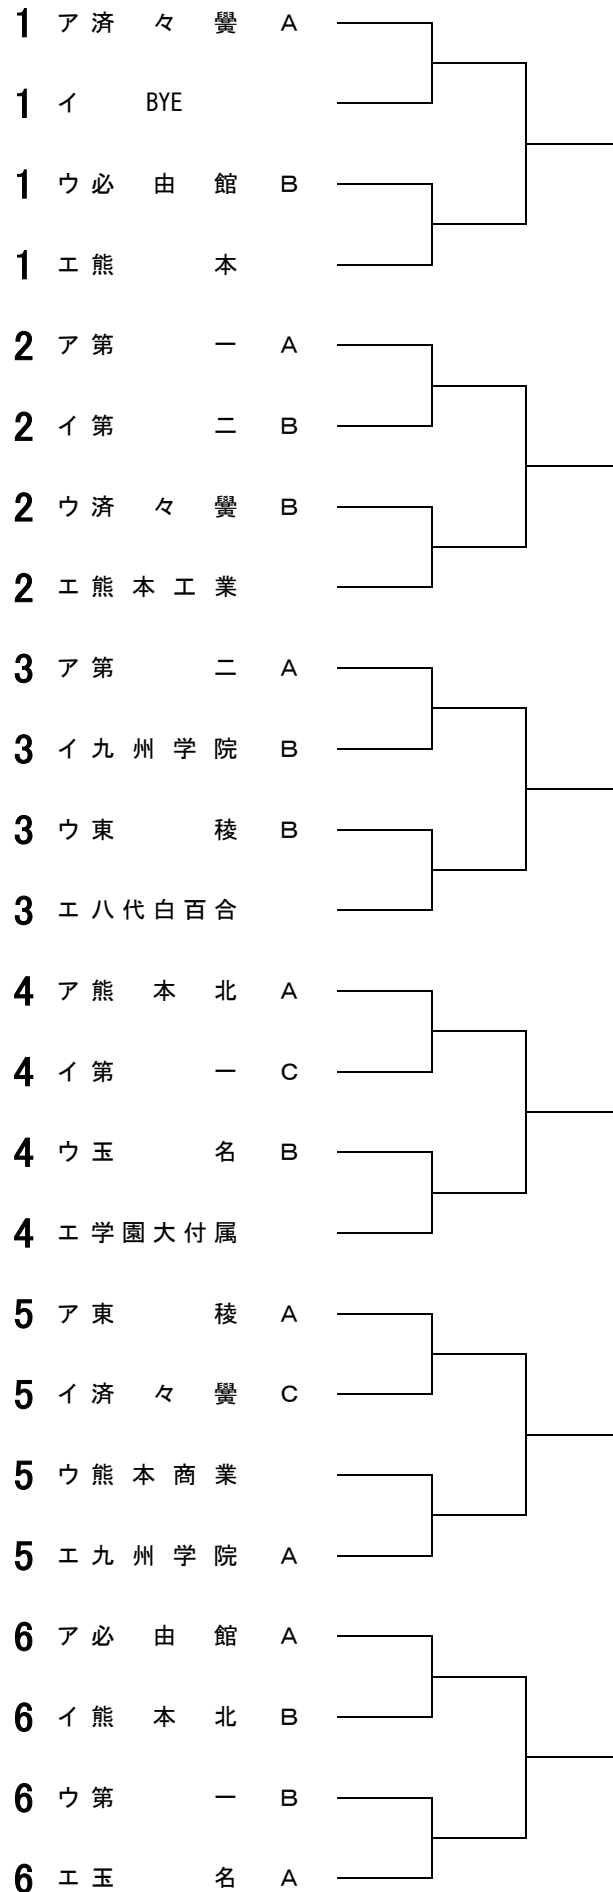 1 ア 済々黌 A
1 イ BYE
1 ウ 必由館 B
1 エ 熊本
2 ア 第一 A
2 イ 第二 B
2 ウ 済々黌 B
2 エ 熊本工業
3 ア 第二 A
3 イ 九州学院 B
3 ウ 東稜 B
3 エ 八代白百合
4 ア 熊本北 A
4 イ 第一 C
4 ウ 玉名 B
4 エ 学園大付属
5 ア 東稜 A
5 イ 済々黌 C
5 ウ 熊本商業
5 エ 九州学院 A
6 ア 必由館 A
6 イ 熊本北 B
6 ウ 第一 B
6 エ 玉名 A